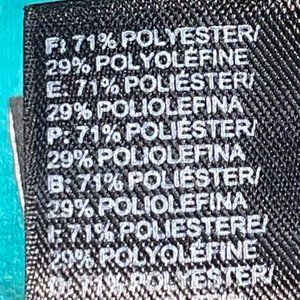 F: 71% POLYESTER/
29% POLYOLÉFINE
E: 71% POLIÉSTER/
29% POLIOLEFINA
P: 71% POLIÉSTER/
29% POLIOLEFINA
B: 71% POLIÉSTER/
29% POLIOLEFINA
I: 71% POLIESTERE/
29% POLYOLÉFINE
71% POLYESTER/